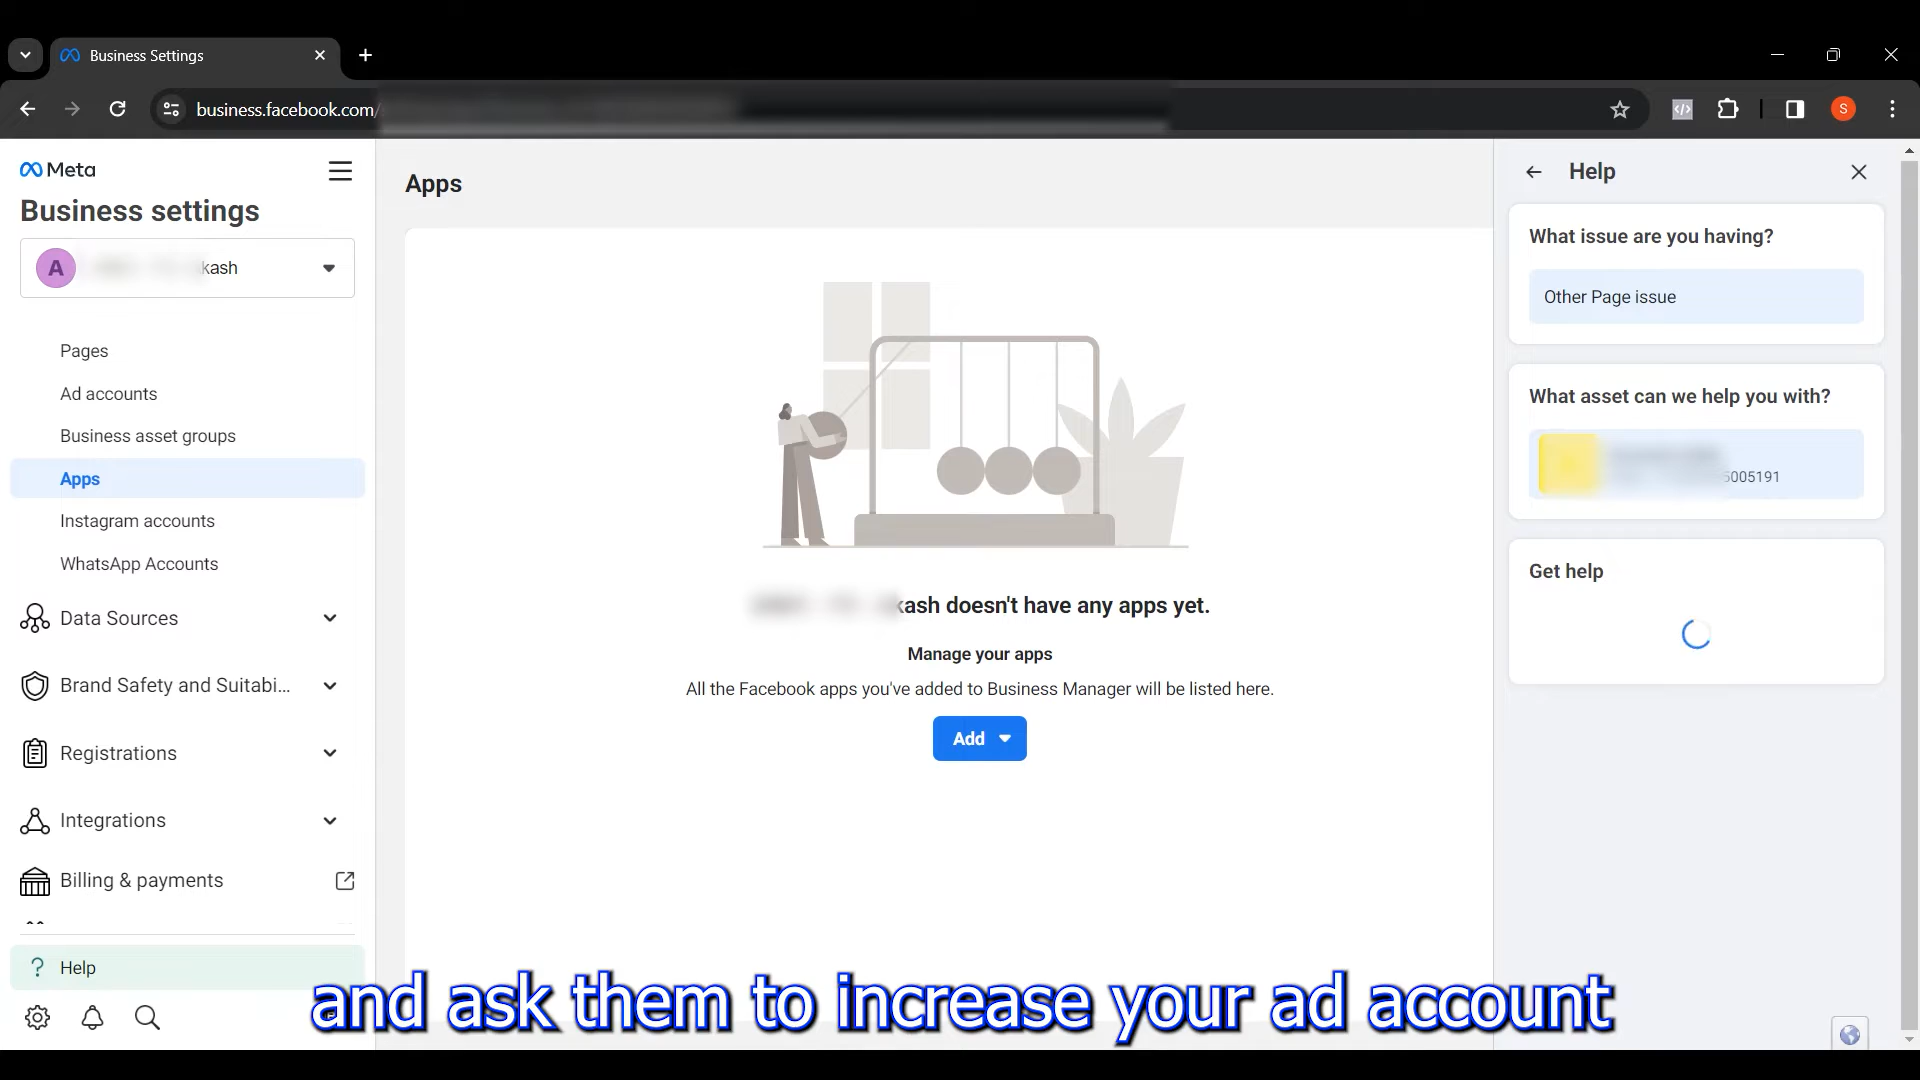 Business Settings
business.facebook.com/
S
Meta
Business settings
A
kash
Pages
Ad accounts
Business asset groups
Apps
Instagram accounts
WhatsApp Accounts
Data Sources
Brand Safety and Suitabi...
Registrations
Integrations
Billing & payments
? Help
Apps
kash doesn't have any apps yet.
Manage your apps
All the Facebook apps you've added to Business Manager will be listed here.
Add
Help
What issue are you having?
Other Page issue
What asset can we help you with?
5005191
Get help
and ask them to increase your ad account